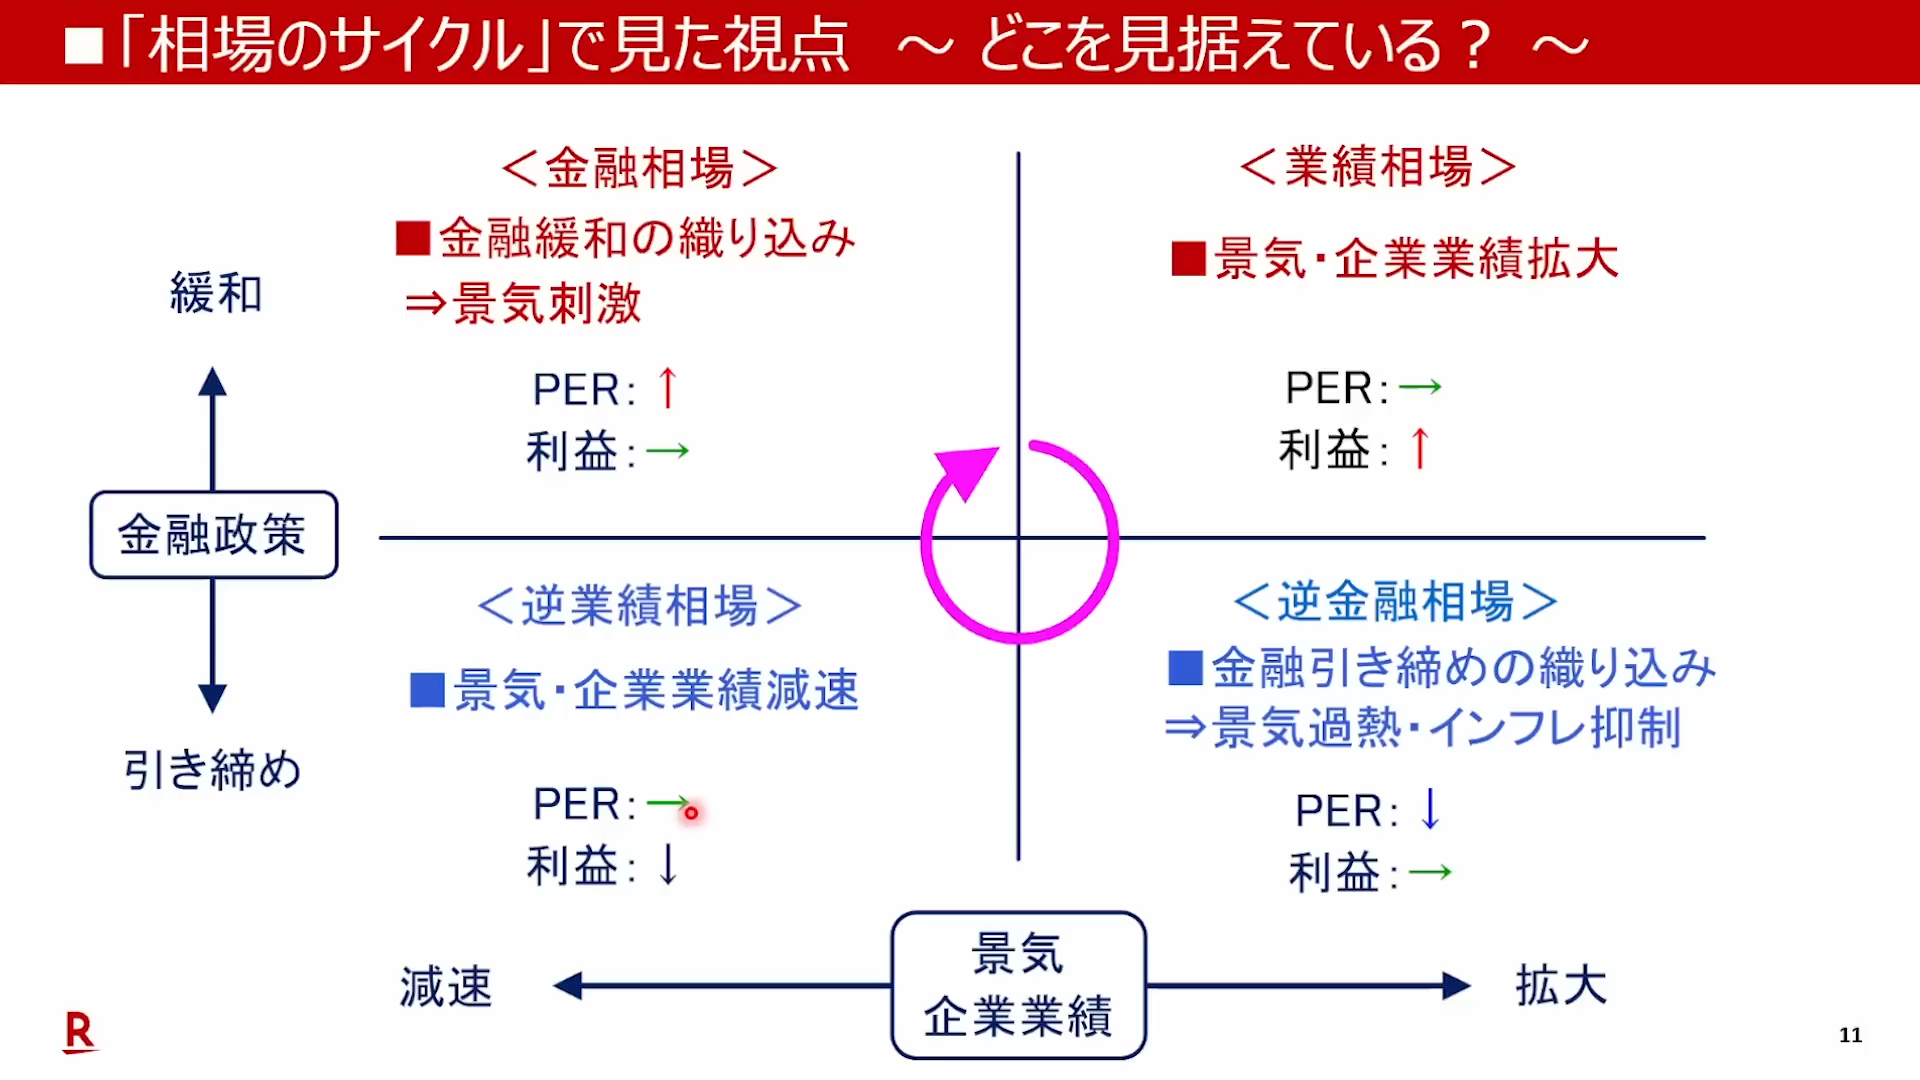 ■「相場のサイクル」で見た視点　～ どこを見据えている？ ～
＜金融相場＞
■金融緩和の織り込み
⇒景気刺激
PER：↑
利益：→
＜業績相場＞
■景気・企業業績拡大
PER：→
利益：↑
緩和
金融政策
引き締め
＜逆業績相場＞
■景気・企業業績減速
PER：→
利益：↓
＜逆金融相場＞
■金融引き締めの織り込み
⇒景気過熱・インフレ抑制
PER：↓
利益：→
減速
景気
企業業績
拡大
R
11